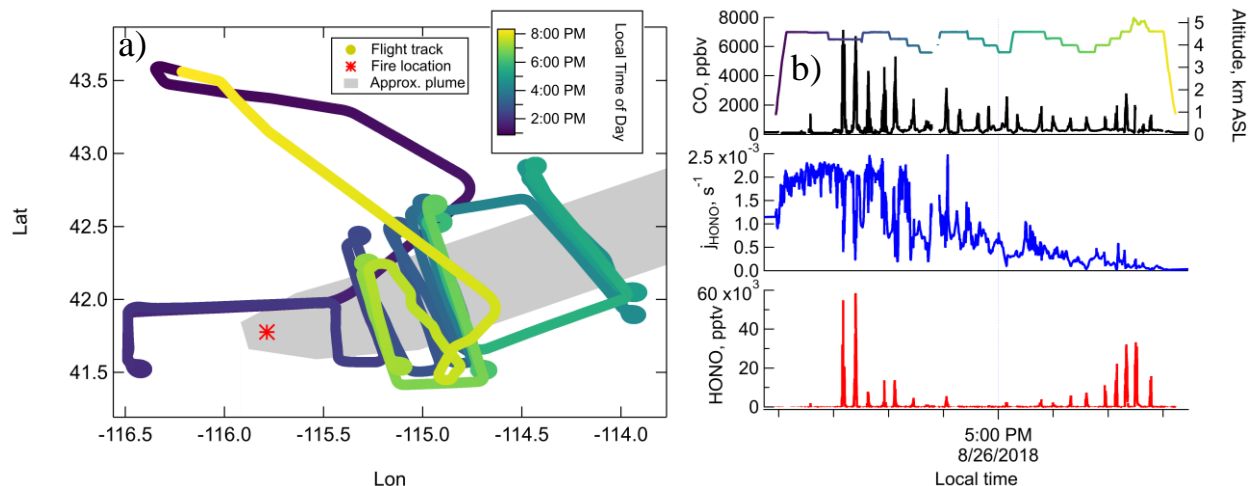 a)
Flight track
Fire location
Approx. plume
8:00 PM
6:00 PM
4:00 PM
2:00 PM
Local Time of Day
43.5
43.0
42.5
42.0
41.5
Lat
-116.5 -116.0 -115.5 -115.0 -114.5 -114.0
Lon
b)
8000
6000
4000
2000
0
CO, ppbv
5
4
3
2
1
0
Altitude, km ASL
2.5x10⁻³
2.0
1.5
1.0
0.5
0.0
jHONO, s⁻¹
60x10³
40
20
0
HONO, pptv
5:00 PM
8/26/2018
Local time